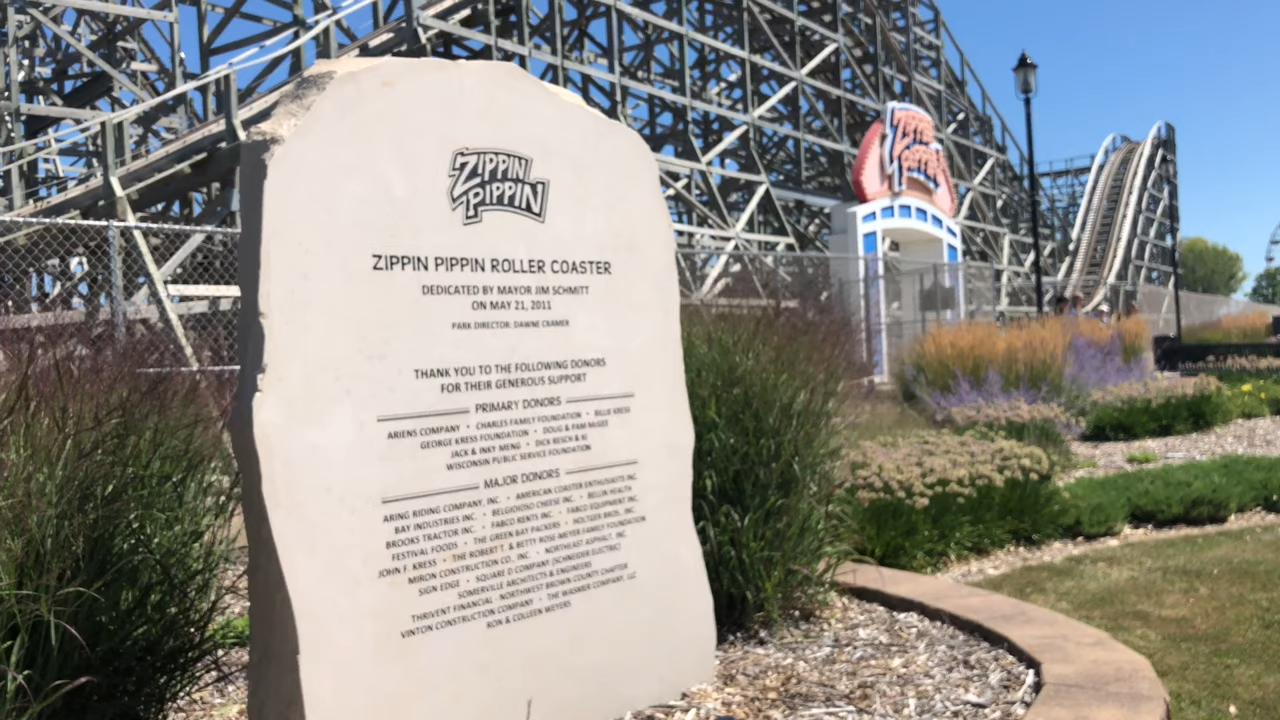 ZIPPIN
PIPPIN
ZIPPIN PIPPIN ROLLER COASTER
DEDICATED BY MAYOR JIM SCHMITT
ON MAY 21, 2011
PARK DIRECTOR: DAWNE CRAMER
THANK YOU TO THE FOLLOWING DONORS
FOR THEIR GENEROUS SUPPORT
PRIMARY DONORS
ARIENS COMPANY • CHARLES FAMILY FOUNDATION • BILLIE KRESS
GEORGE KRESS FOUNDATION • DOUG & PAM McGEE
JACK & INKY MENG • DICK RESCH & KI
WISCONSIN PUBLIC SERVICE FOUNDATION
MAJOR DONORS
ARING RIDING COMPANY, INC. • AMERICAN COASTER ENTHUSIASTS INC.
BAY INDUSTRIES INC. • BELGIOIOSO CHEESE INC. • BELLIN HEALTH
BROOKS TRACTOR INC. • FABCO RENTS INC. • FABCO EQUIPMENT INC.
FESTIVAL FOODS • THE GREEN BAY PACKERS • HOLTGER BROS., INC.
JOHN F. KRESS • THE ROBERT T. & BETTY ROSE MEYER FAMILY FOUNDATION
MIRON CONSTRUCTION CO., INC. • NORTHEAST ASPHALT, INC.
SIGN EDGE • SQUARE D COMPANY (SCHNEIDER ELECTRIC)
SOMERVILLE ARCHITECTS & ENGINEERS
THRIVENT FINANCIAL - NORTHWEST BROWN COUNTY CHAPTER
VINTON CONSTRUCTION COMPANY • THE WASMER COMPANY, LLC
RON & COLLEEN WEYERS
ZIPPIN
PIPPIN